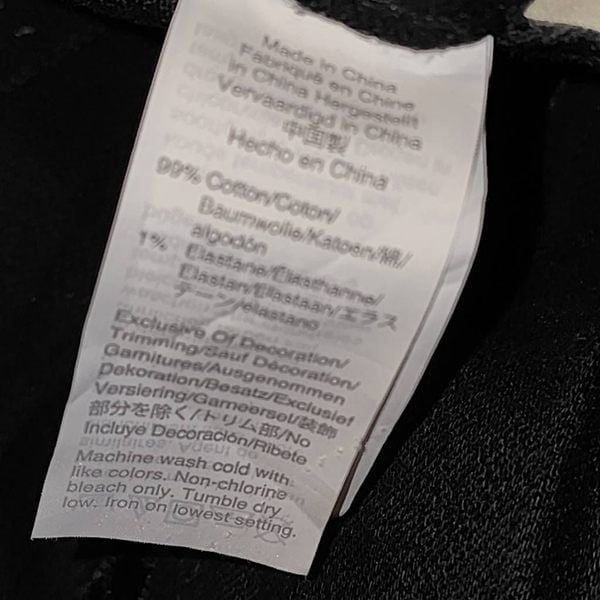 Made in China
Fabriqué en Chine
In China Hergestellt
Vervaardigd in China
中国製
Hecho en China
99% Cotton/Coton/
Baumwolle/Katoen/綿/
algodón
1% Elastane/Élasthanne/
Elastan/Elastaan/エラス
テーン/elastano
Exclusive Of Decoration/
Trimming/Sauf Décoration/
Garnitures/Ausgenommen
Dekoration/Besatz/Exclusief
Versiering/Garneersel/装飾
部分を除く/トリム部/No
Incluye Decoración/Ribete
Machine wash cold with
like colors. Non-chlorine
bleach only. Tumble dry
low. Iron on lowest setting.